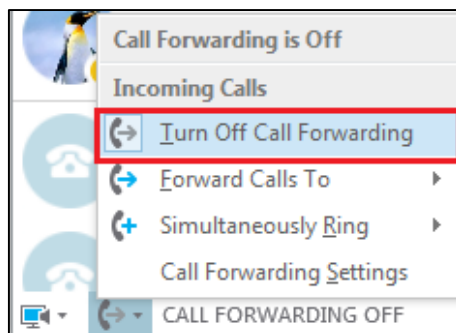 Call Forwarding is Off
Incoming Calls
Turn Off Call Forwarding
Forward Calls To
Simultaneously Ring
Call Forwarding Settings
CALL FORWARDING OFF